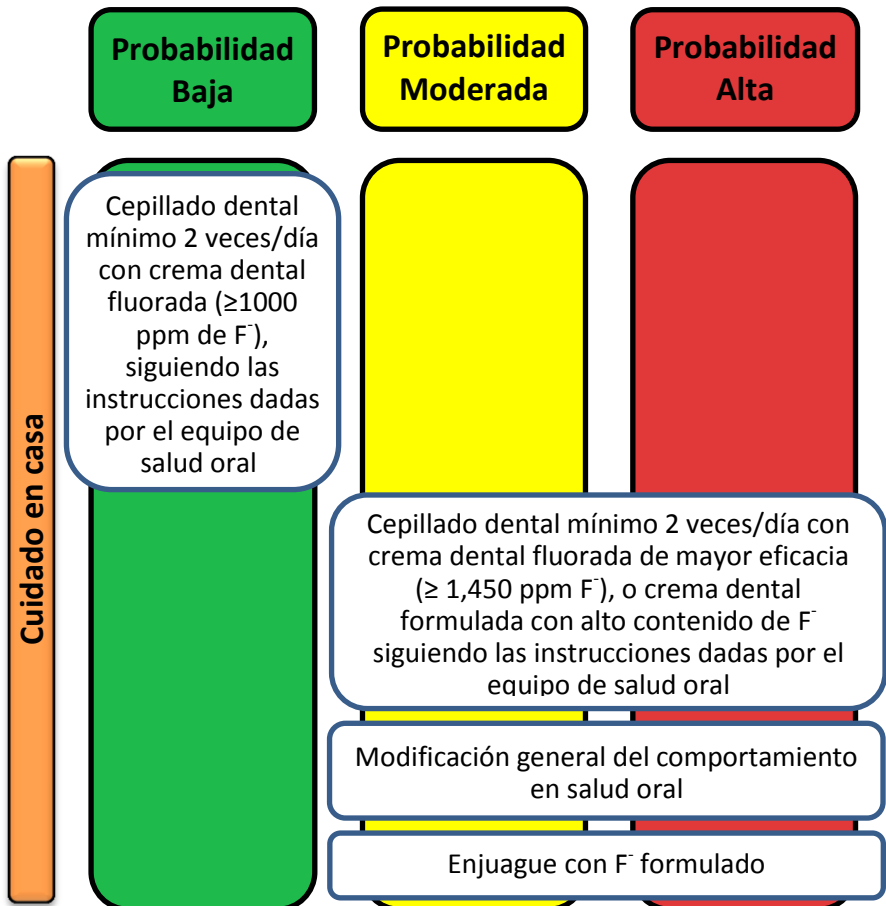 Probabilidad
Baja
Probabilidad
Moderada
Probabilidad
Alta
Cuidado en casa
Cepillado dental
mínimo 2 veces/día
con crema dental
fluorada (≥1000
ppm de F⁻),
siguiendo las
instrucciones dadas
por el equipo de
salud oral
Cepillado dental mínimo 2 veces/día con
crema dental fluorada de mayor eficacia
(≥ 1,450 ppm F⁻), o crema dental
formulada con alto contenido de F⁻
siguiendo las instrucciones dadas por el
equipo de salud oral
Modificación general del comportamiento
en salud oral
Enjuague con F⁻ formulado